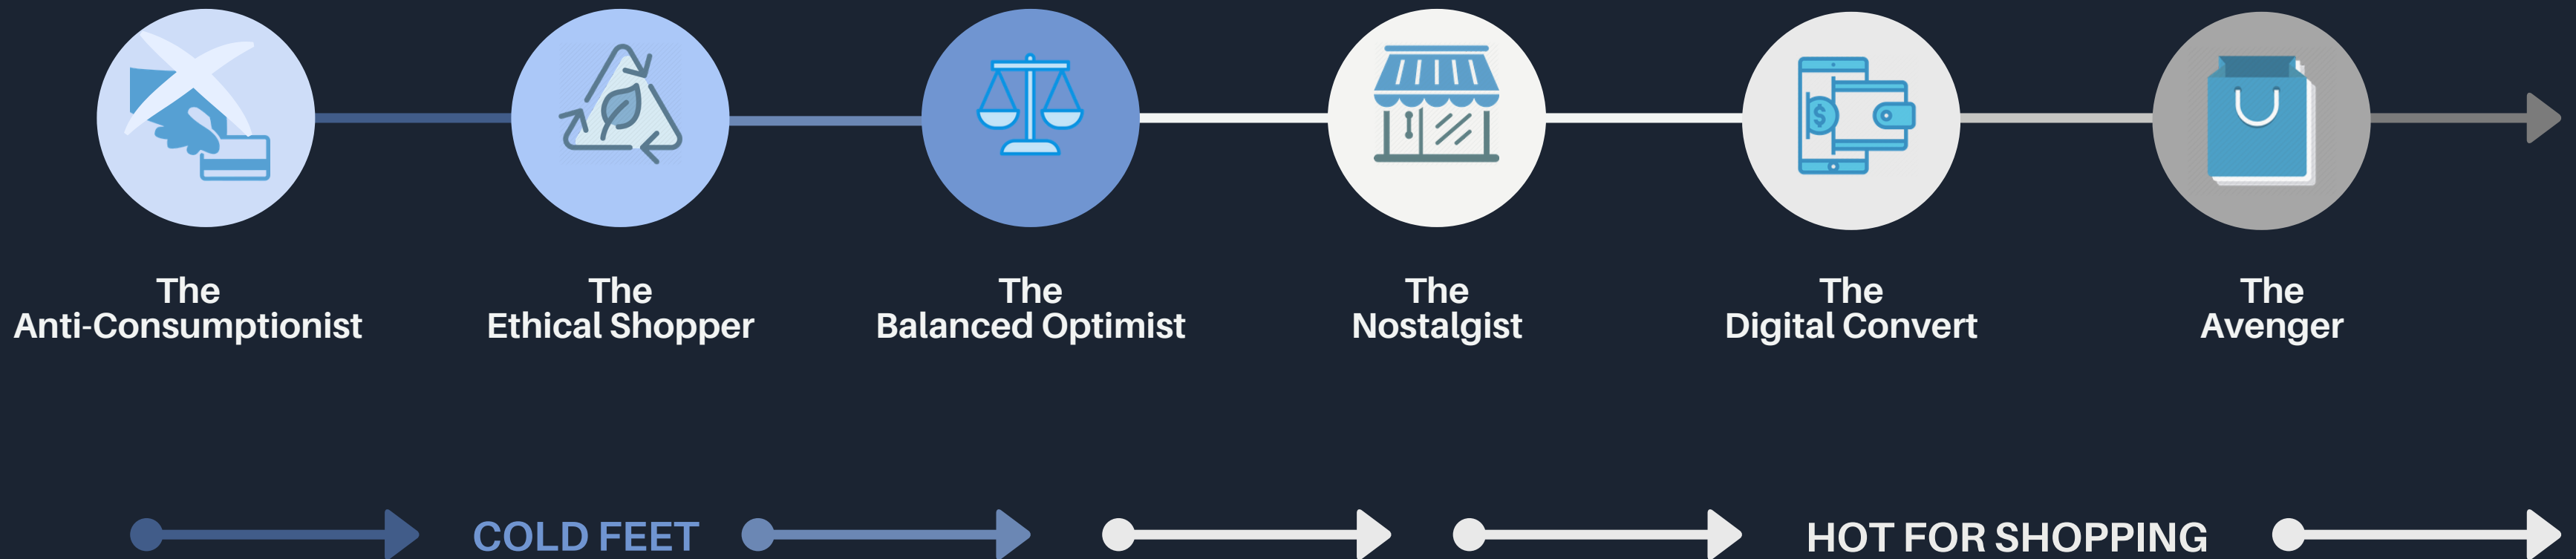 The
Anti-Consumptionist
The
Ethical Shopper
The
Balanced Optimist
The
Nostalgist
The
Digital Convert
The
Avenger
$
COLD FEET
HOT FOR SHOPPING